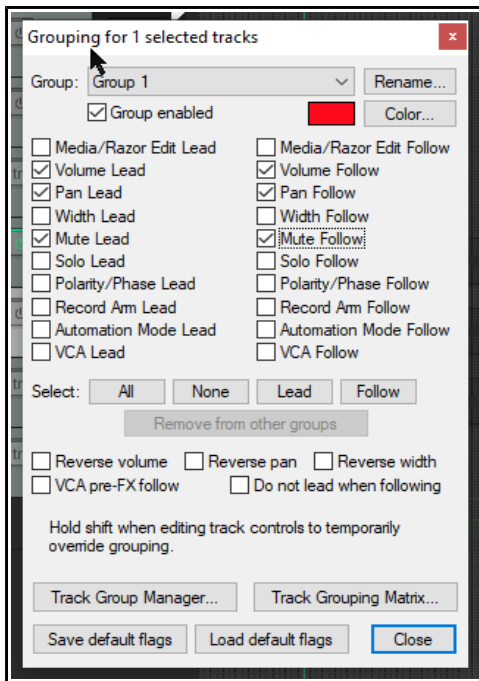 Grouping for 1 selected tracks
x
Group: Group 1 Rename...
Group enabled Color...
Media/Razor Edit Lead Media/Razor Edit Follow
Volume Lead Volume Follow
Pan Lead Pan Follow
Width Lead Width Follow
Mute Lead Mute Follow
Solo Lead Solo Follow
Polarity/Phase Lead Polarity/Phase Follow
Record Arm Lead Record Arm Follow
Automation Mode Lead Automation Mode Follow
VCA Lead VCA Follow
Select: All None Lead Follow
Remove from other groups
Reverse volume Reverse pan Reverse width
VCA pre-FX follow Do not lead when following
Hold shift when editing track controls to temporarily
override grouping.
Track Group Manager... Track Grouping Matrix...
Save default flags Load default flags Close